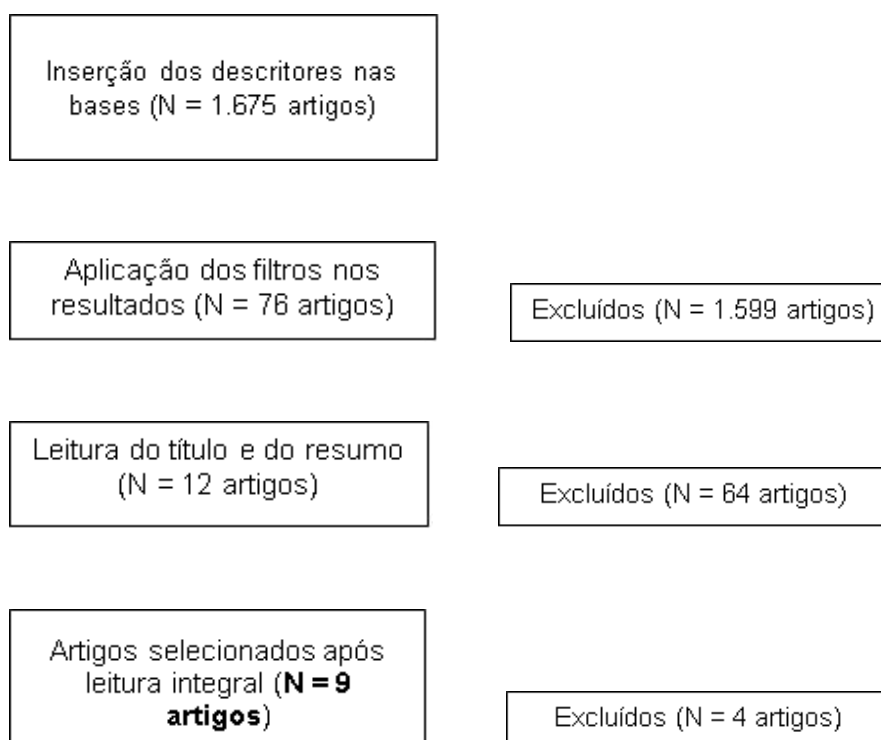 Inserção dos descritores nas
bases (N = 1.675 artigos)
Aplicação dos filtros nos
resultados (N = 76 artigos)
Excluídos (N = 1.599 artigos)
Leitura do título e do resumo
(N = 12 artigos)
Excluídos (N = 64 artigos)
Artigos selecionados após
leitura integral (N = 9
artigos)
Excluídos (N = 4 artigos)